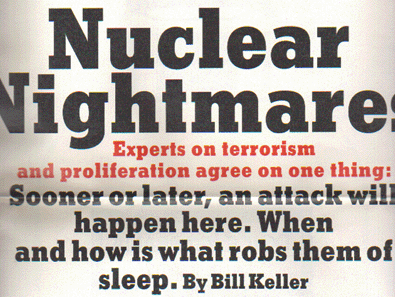 Nuclear
Nightmares
Experts on terrorism
and proliferation agree on one thing:
Sooner or later, an attack will
happen here. When
and how is what robs them of
sleep. By Bill Keller